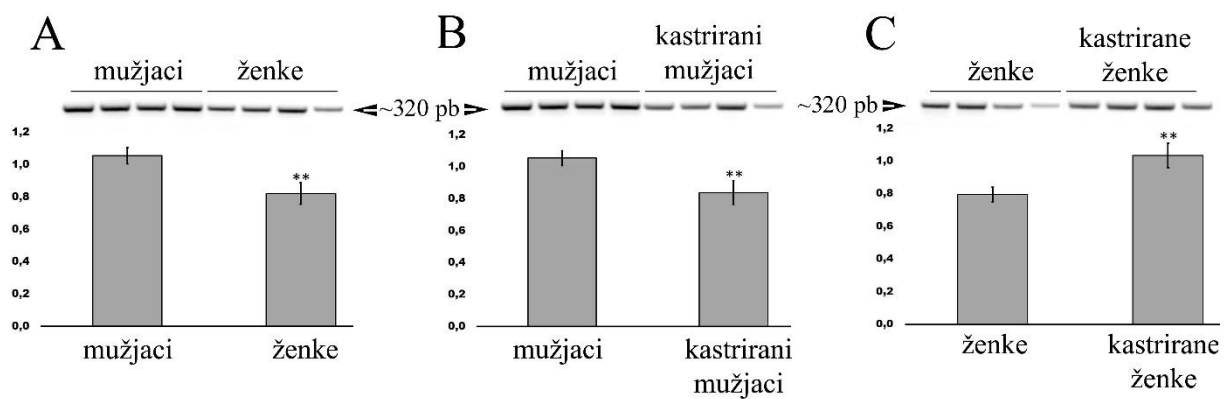 A
mužjaci ženke
~320 pb
1,2
1,0
0,8
0,6
0,4
0,2
0,0
**
mužjaci ženke
B
mužjaci kastrirani
mužjaci
1,2
1,0
0,8
0,6
0,4
0,2
0,0
**
mužjaci kastrirani
mužjaci
C
ženke kastrirane
ženke
~320 pb
1,2
1,0
0,8
0,6
0,4
0,2
0,0
**
ženke kastrirane
ženke